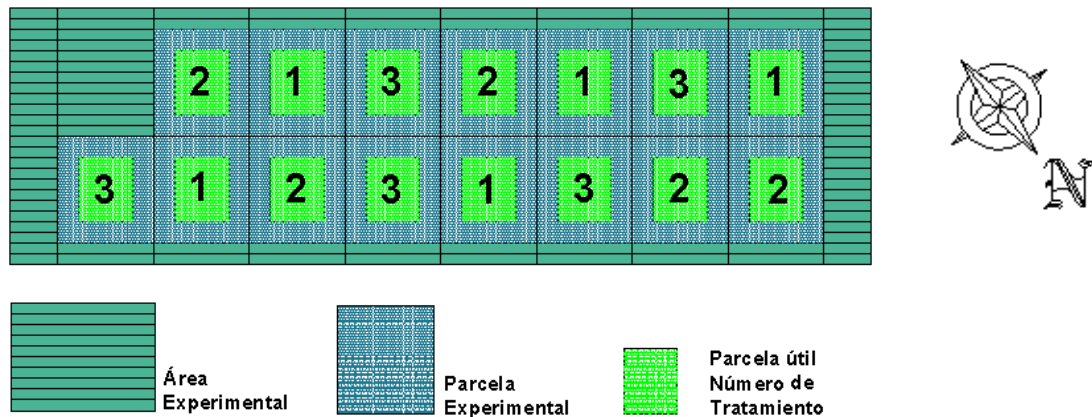 2 1 3 2 1 3 1
3 1 2 3 1 3 2 2
N
Área
Experimental
Parcela
Experimental
Parcela útil
Número de
Tratamiento